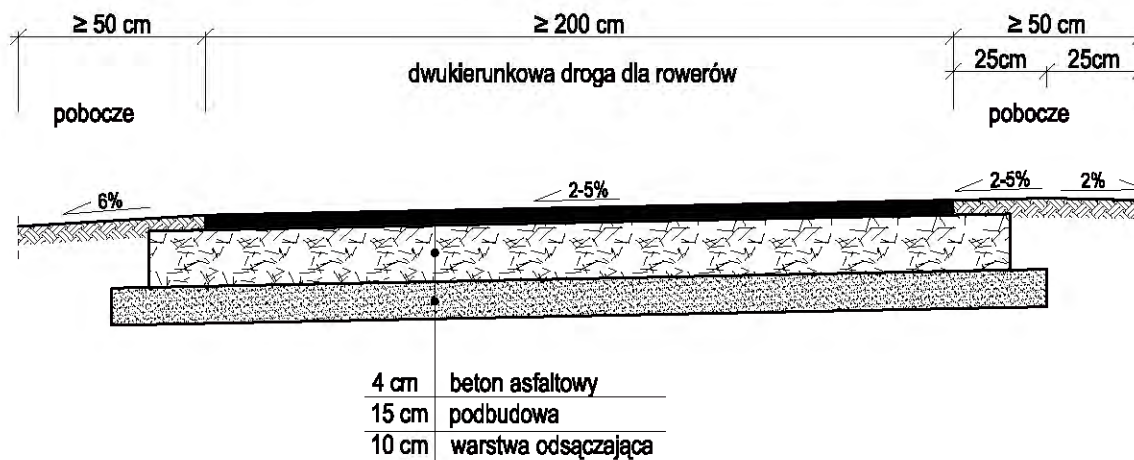 ≥ 50 cm ≥ 200 cm ≥ 50 cm
25cm 25cm
dwukierunkowa droga dla rowerów
pobocze pobocze
6% 2-5% 2-5% 2%
4 cm beton asfaltowy
15 cm podbudowa
10 cm warstwa odsączająca